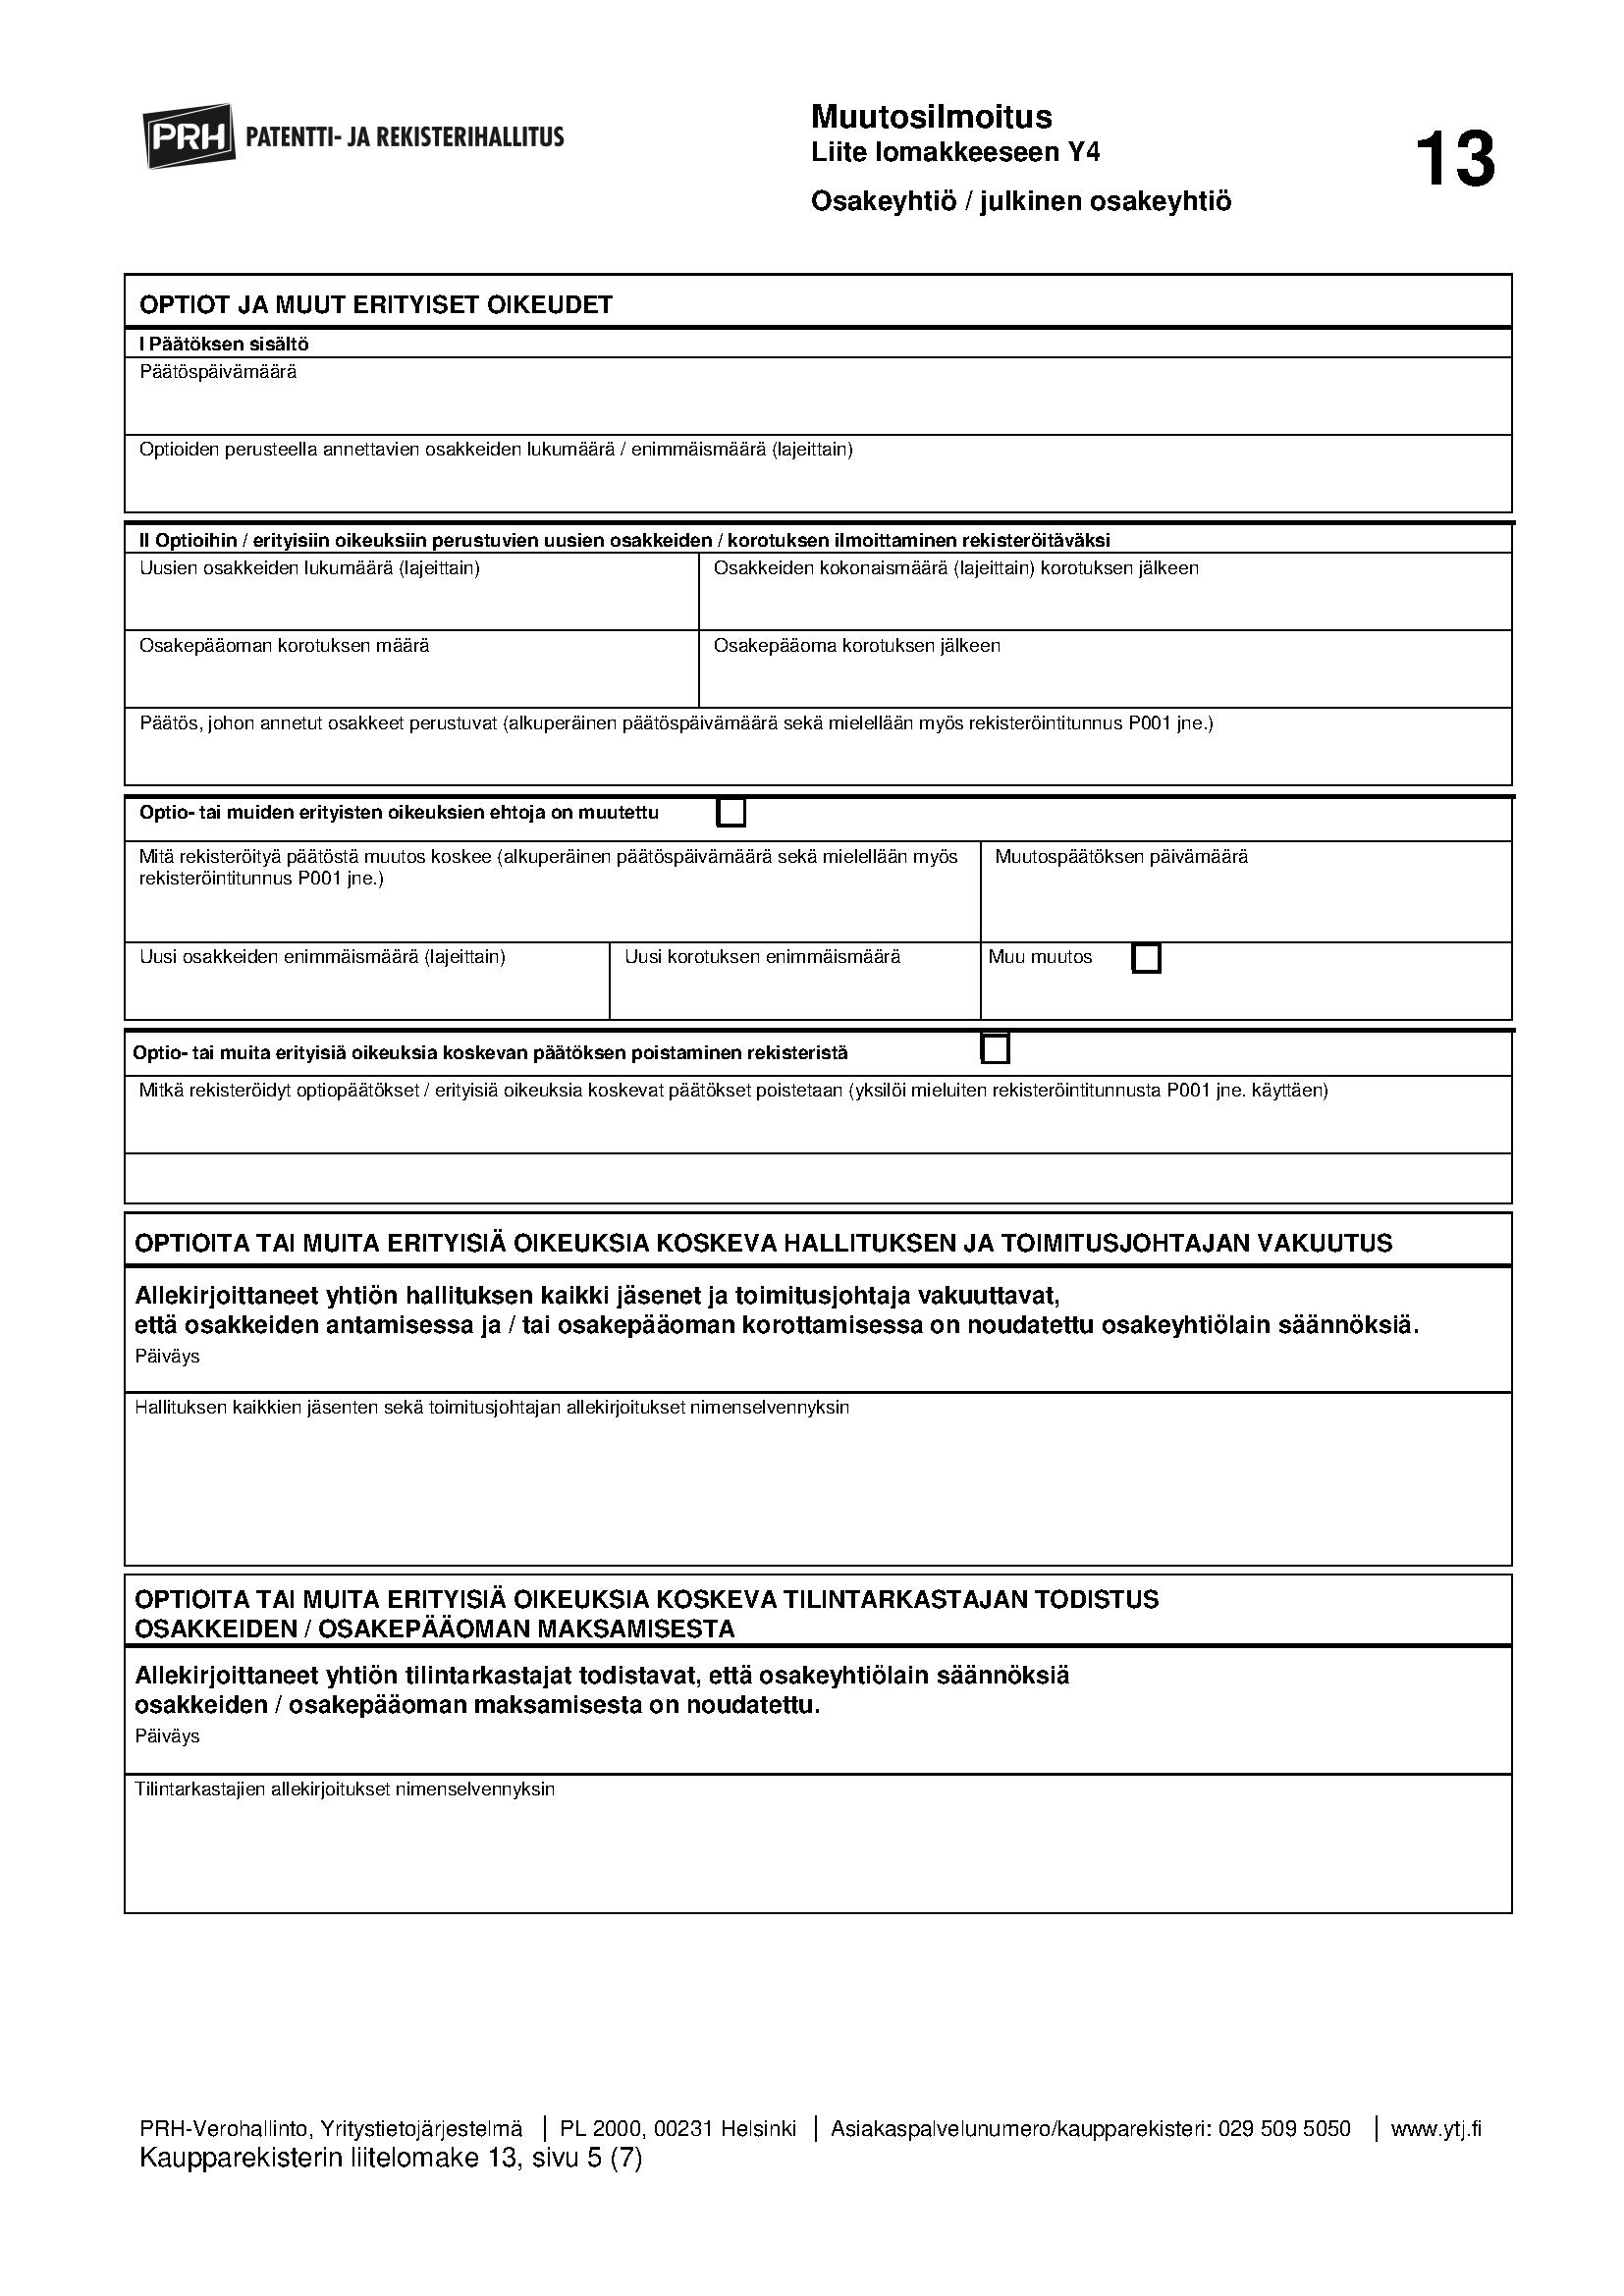 PRH PATENTTI- JA REKISTERIHALLITUS
Muutosilmoitus
Liite lomakkeeseen Y4
Osakeyhtiö / julkinen osakeyhtiö
13
OPTIOT JA MUUT ERITYISET OIKEUDET
I Päätöksen sisältö
Päätöspäivämäärä
Optioiden perusteella annettavien osakkeiden lukumäärä / enimmäismäärä (lajeittain)
II Optioihin / erityisiin oikeuksiin perustuvien uusien osakkeiden / korotuksen ilmoittaminen rekisteröitäväksi
Uusien osakkeiden lukumäärä (lajeittain)
Osakkeiden kokonaismäärä (lajeittain) korotuksen jälkeen
Osakepääoman korotuksen määrä
Osakepääoma korotuksen jälkeen
Päätös, johon annetut osakkeet perustuvat (alkuperäinen päätöspäivämäärä sekä mielellään myös rekisteröintitunnus P001 jne.)
Optio- tai muiden erityisten oikeuksien ehtoja on muutettu
Mitä rekisteröityä päätöstä muutos koskee (alkuperäinen päätöspäivämäärä sekä mielellään myös
rekisteröintitunnus P001 jne.)
Muutospäätöksen päivämäärä
Uusi osakkeiden enimmäismäärä (lajeittain)
Uusi korotuksen enimmäismäärä
Muu muutos
Optio- tai muita erityisiä oikeuksia koskevan päätöksen poistaminen rekisteristä
Mitkä rekisteröidyt optiopäätökset / erityisiä oikeuksia koskevat päätökset poistetaan (yksilöi mieluiten rekisteröintitunnusta P001 jne. käyttäen)
OPTIOITA TAI MUITA ERITYISIÄ OIKEUKSIA KOSKEVA HALLITUKSEN JA TOIMITUSJOHTAJAN VAKUUTUS
Allekirjoittaneet yhtiön hallituksen kaikki jäsenet ja toimitusjohtaja vakuuttavat,
että osakkeiden antamisessa ja / tai osakepääoman korottamisessa on noudatettu osakeyhtiölain säännöksiä.
Päiväys
Hallituksen kaikkien jäsenten sekä toimitusjohtajan allekirjoitukset nimenselvennyksin
OPTIOITA TAI MUITA ERITYISIÄ OIKEUKSIA KOSKEVA TILINTARKASTAJAN TODISTUS
OSAKKEIDEN / OSAKEPÄÄOMAN MAKSAMISESTA
Allekirjoittaneet yhtiön tilintarkastajat todistavat, että osakeyhtiölain säännöksiä
osakkeiden / osakepääoman maksamisesta on noudatettu.
Päiväys
Tilintarkastajien allekirjoitukset nimenselvennyksin
PRH-Verohallinto, Yritystietojärjestelmä | PL 2000, 00231 Helsinki | Asiakaspalvelunumero/kaupparekisteri: 029 509 5050 | www.ytj.fi
Kaupparekisterin liitelomake 13, sivu 5 (7)